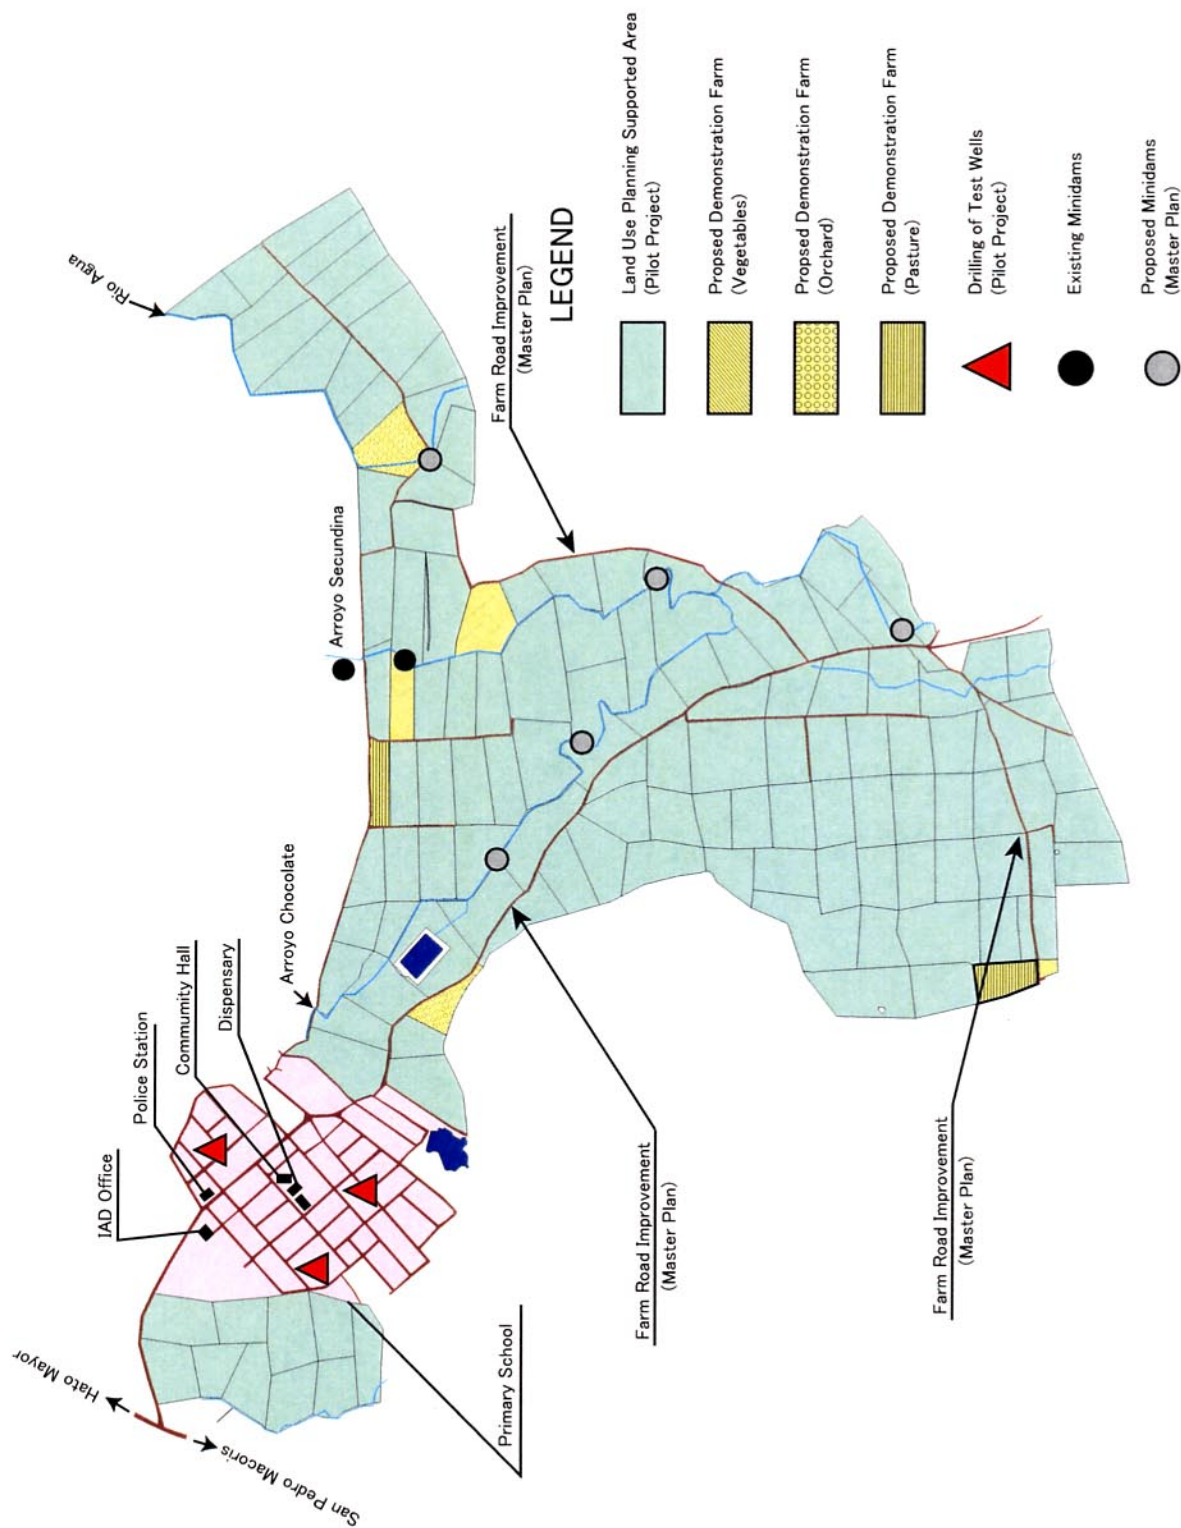 Hato Mayor
San Pedro Macoris
IAD Office
Police Station
Community Hall
Dispensary
Primary School
Arroyo Chocolate
Arroyo Secundina
Rio Agua
Farm Road Improvement
(Master Plan)
Farm Road Improvement
(Master Plan)
Farm Road Improvement
(Master Plan)
LEGEND
Land Use Planning Supported Area
(Pilot Project)
Propsed Demonstration Farm
(Vegetables)
Propsed Demonstration Farm
(Orchard)
Propsed Demonstration Farm
(Pasture)
Drilling of Test Wells
(Pilot Project)
Existing Minidams
Proposed Minidams
(Master Plan)